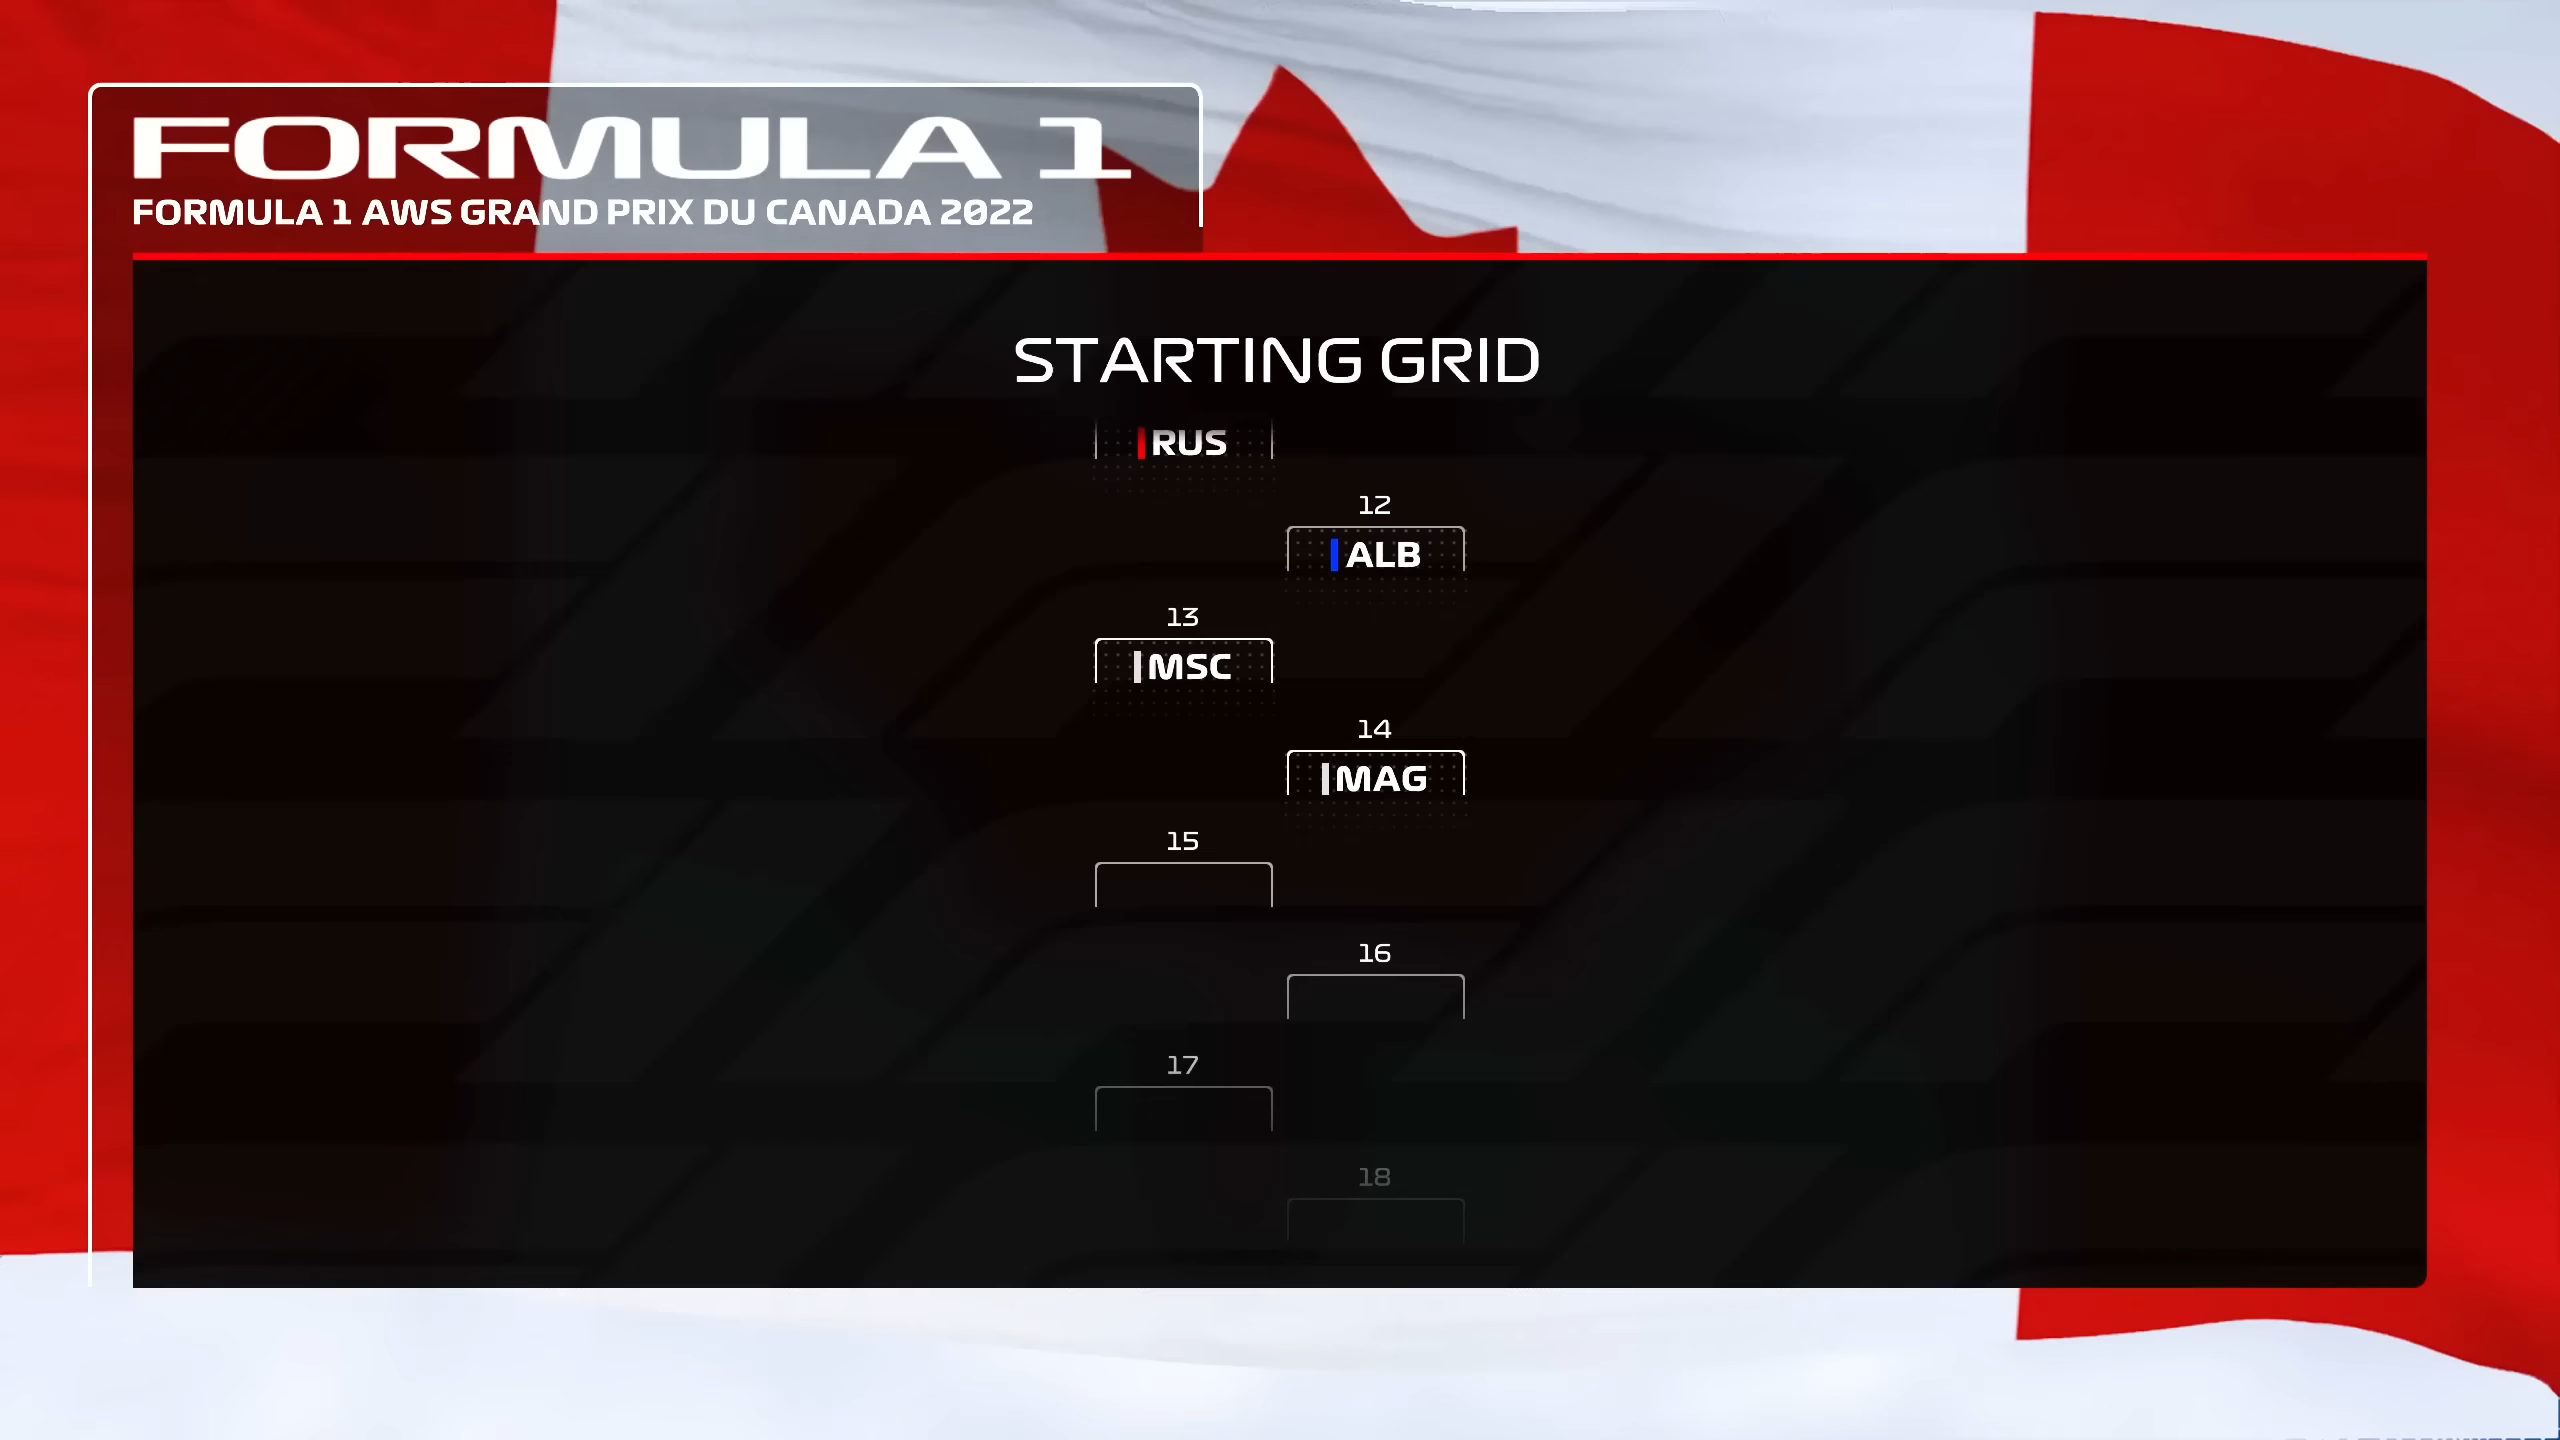 FORMULA 1
FORMULA 1 AWS GRAND PRIX DU CANADA 2022
STARTING GRID
RUS
12
ALB
13
MSC
14
MAG
15
16
17
18